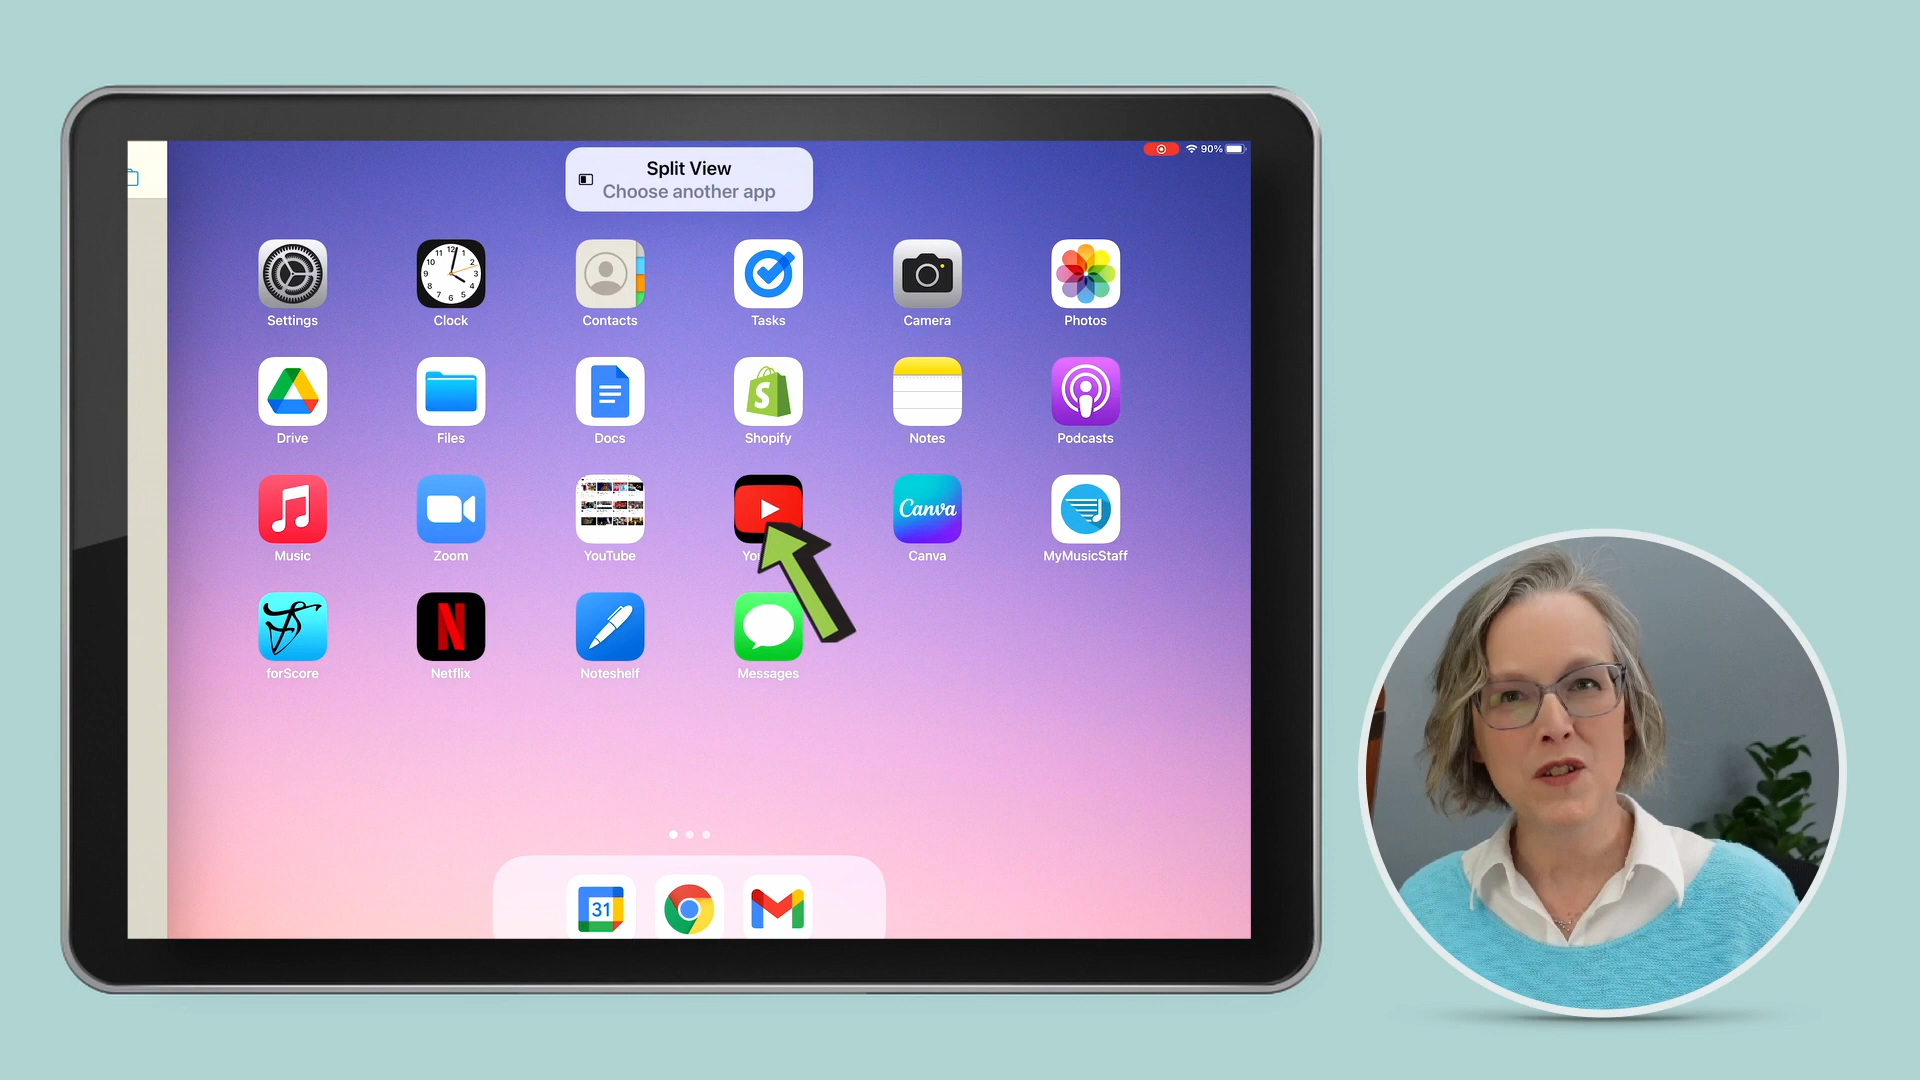 Split View
Choose another app
90%
Settings
Clock
Contacts
Tasks
Camera
Photos
Drive
Files
Docs
Shopify
Notes
Podcasts
Canva
Music
Zoom
YouTube
Canva
MyMusicStaff
forScore
Netflix
Noteshelf
Messages
31